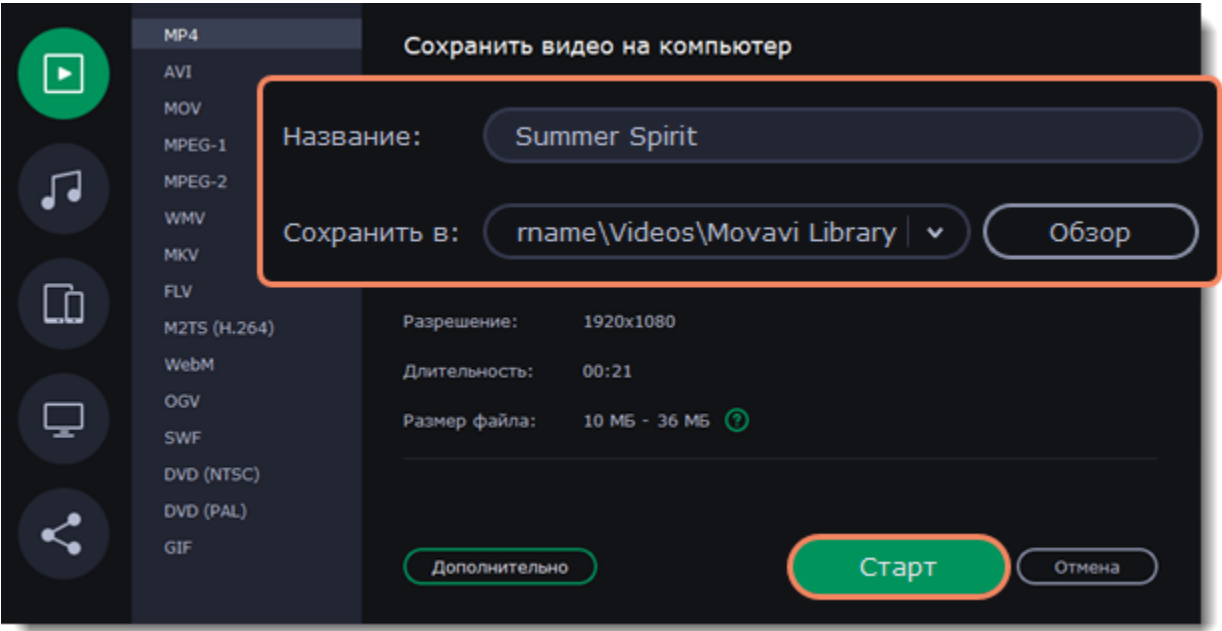 MP4
AVI
MOV
MPEG-1
MPEG-2
WMV
MKV
FLV
M2TS (H.264)
WebM
OGV
SWF
DVD (NTSC)
DVD (PAL)
GIF
Сохранить видео на компьютер
Название: Summer Spirit
Сохранить в: rname\Videos\Movavi Library Обзор
Разрешение: 1920x1080
Длительность: 00:21
Размер файла: 10 МБ - 36 МБ ?
Дополнительно Старт Отмена